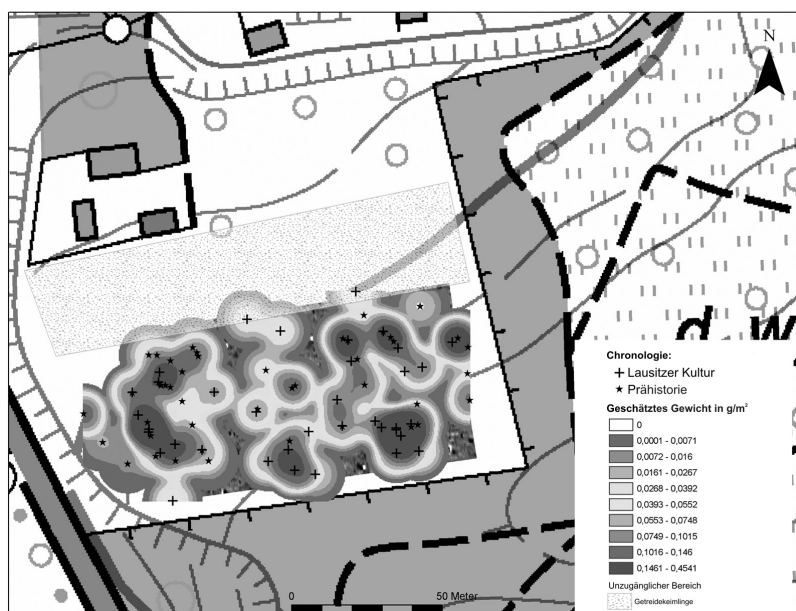 N
d W
Chronologie:
Lausitzer Kultur
Prähistorie
Geschätztes Gewicht in g/m²
0
0,0001 - 0,0071
0,0072 - 0,016
0,0161 - 0,0267
0,0268 - 0,0392
0,0393 - 0,0552
0,0553 - 0,0748
0,0749 - 0,1015
0,1016 - 0,146
0,1461 - 0,4541
Unzugänglicher Bereich
Getreidekeimlinge
0 50 Meter